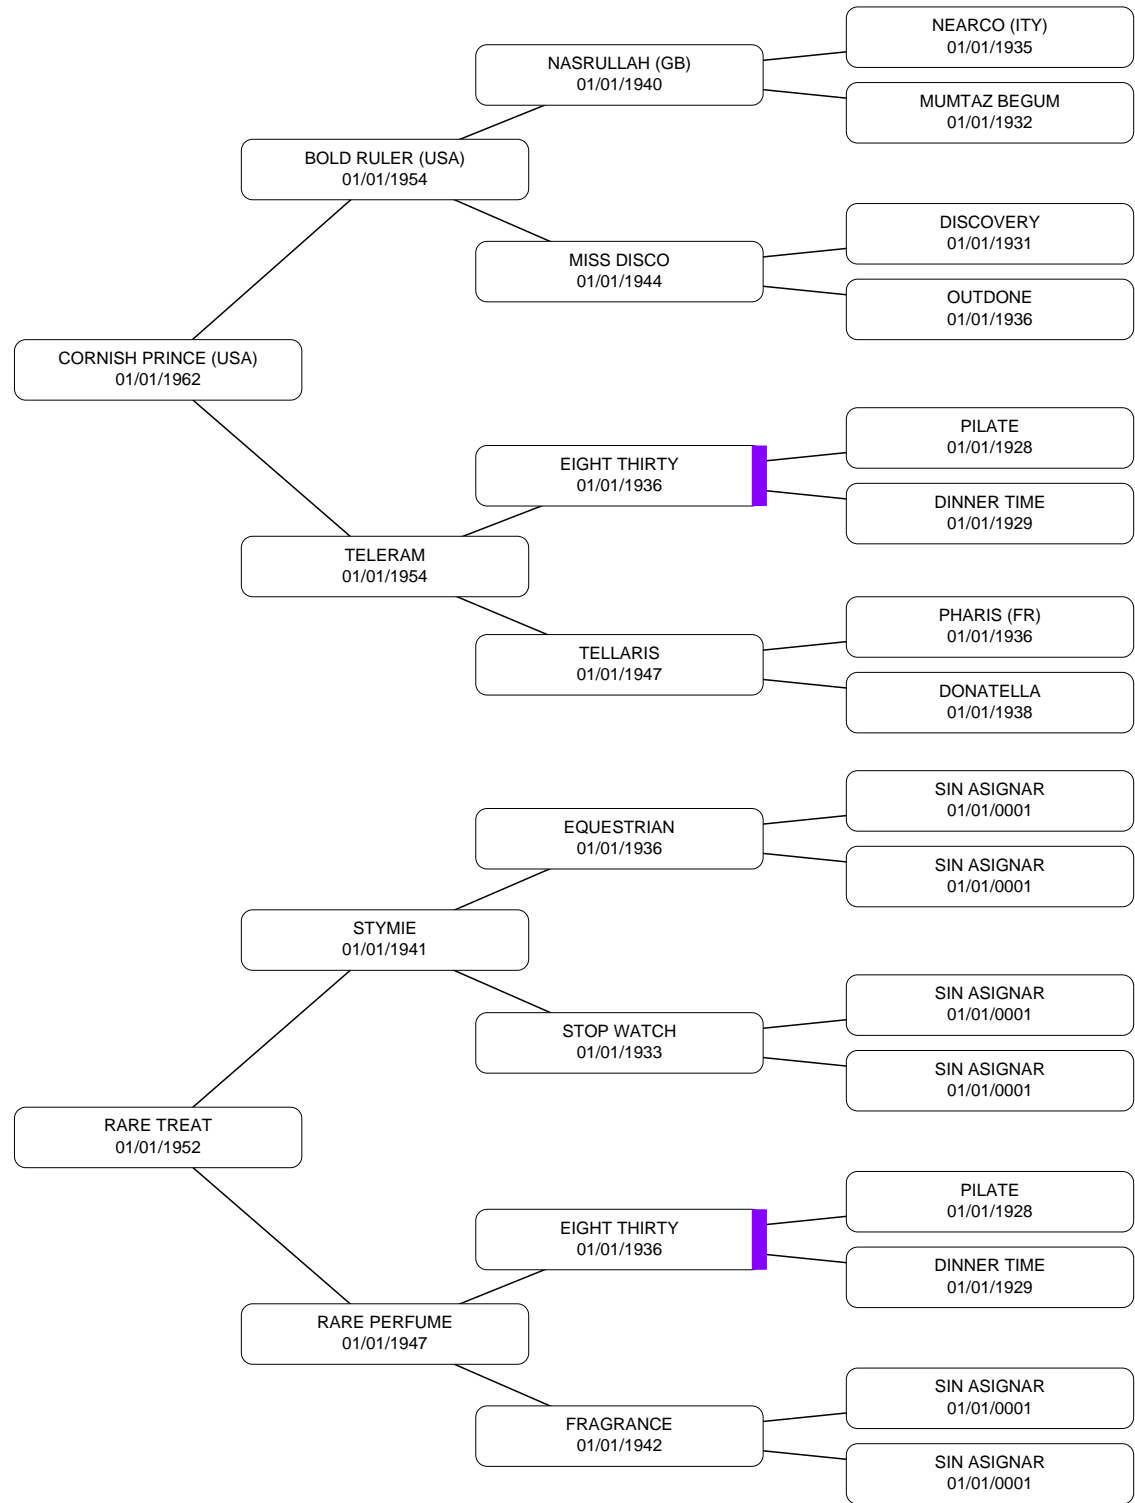 NEARCO (ITY)
01/01/1935
NASRULLAH (GB)
01/01/1940
MUMTAZ BEGUM
01/01/1932
BOLD RULER (USA)
01/01/1954
DISCOVERY
01/01/1931
MISS DISCO
01/01/1944
OUTDONE
01/01/1936
CORNISH PRINCE (USA)
01/01/1962
PILATE
01/01/1928
EIGHT THIRTY
01/01/1936
DINNER TIME
01/01/1929
TELERAM
01/01/1954
PHARIS (FR)
01/01/1936
TELLARIS
01/01/1947
DONATELLA
01/01/1938
SIN ASIGNAR
01/01/0001
EQUESTRIAN
01/01/1936
SIN ASIGNAR
01/01/0001
STYMIE
01/01/1941
SIN ASIGNAR
01/01/0001
STOP WATCH
01/01/1933
SIN ASIGNAR
01/01/0001
RARE TREAT
01/01/1952
PILATE
01/01/1928
EIGHT THIRTY
01/01/1936
DINNER TIME
01/01/1929
RARE PERFUME
01/01/1947
SIN ASIGNAR
01/01/0001
FRAGRANCE
01/01/1942
SIN ASIGNAR
01/01/0001